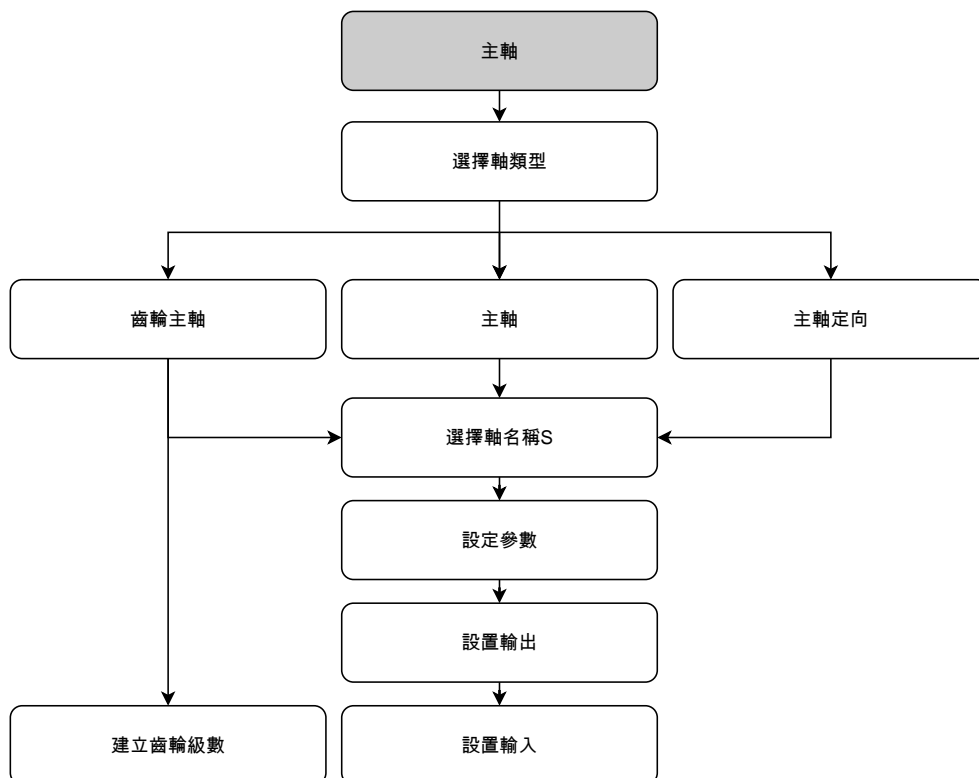 主軸
選擇軸類型
齒輪主軸
主軸
主軸定向
選擇軸名稱S
設定參數
設置輸出
建立齒輪級數
設置輸入